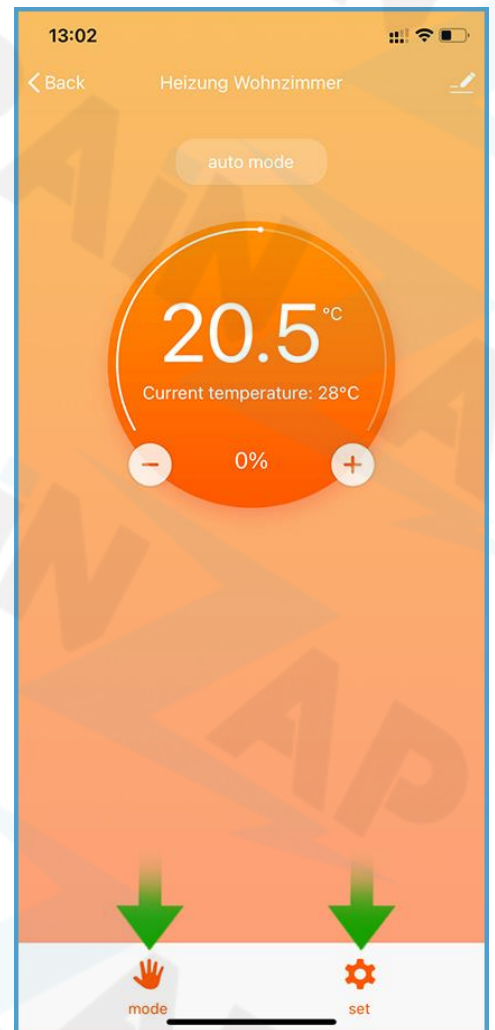 13:02
Back Heizung Wohnzimmer
auto mode
20.5°C
Current temperature: 28°C
0%
mode set